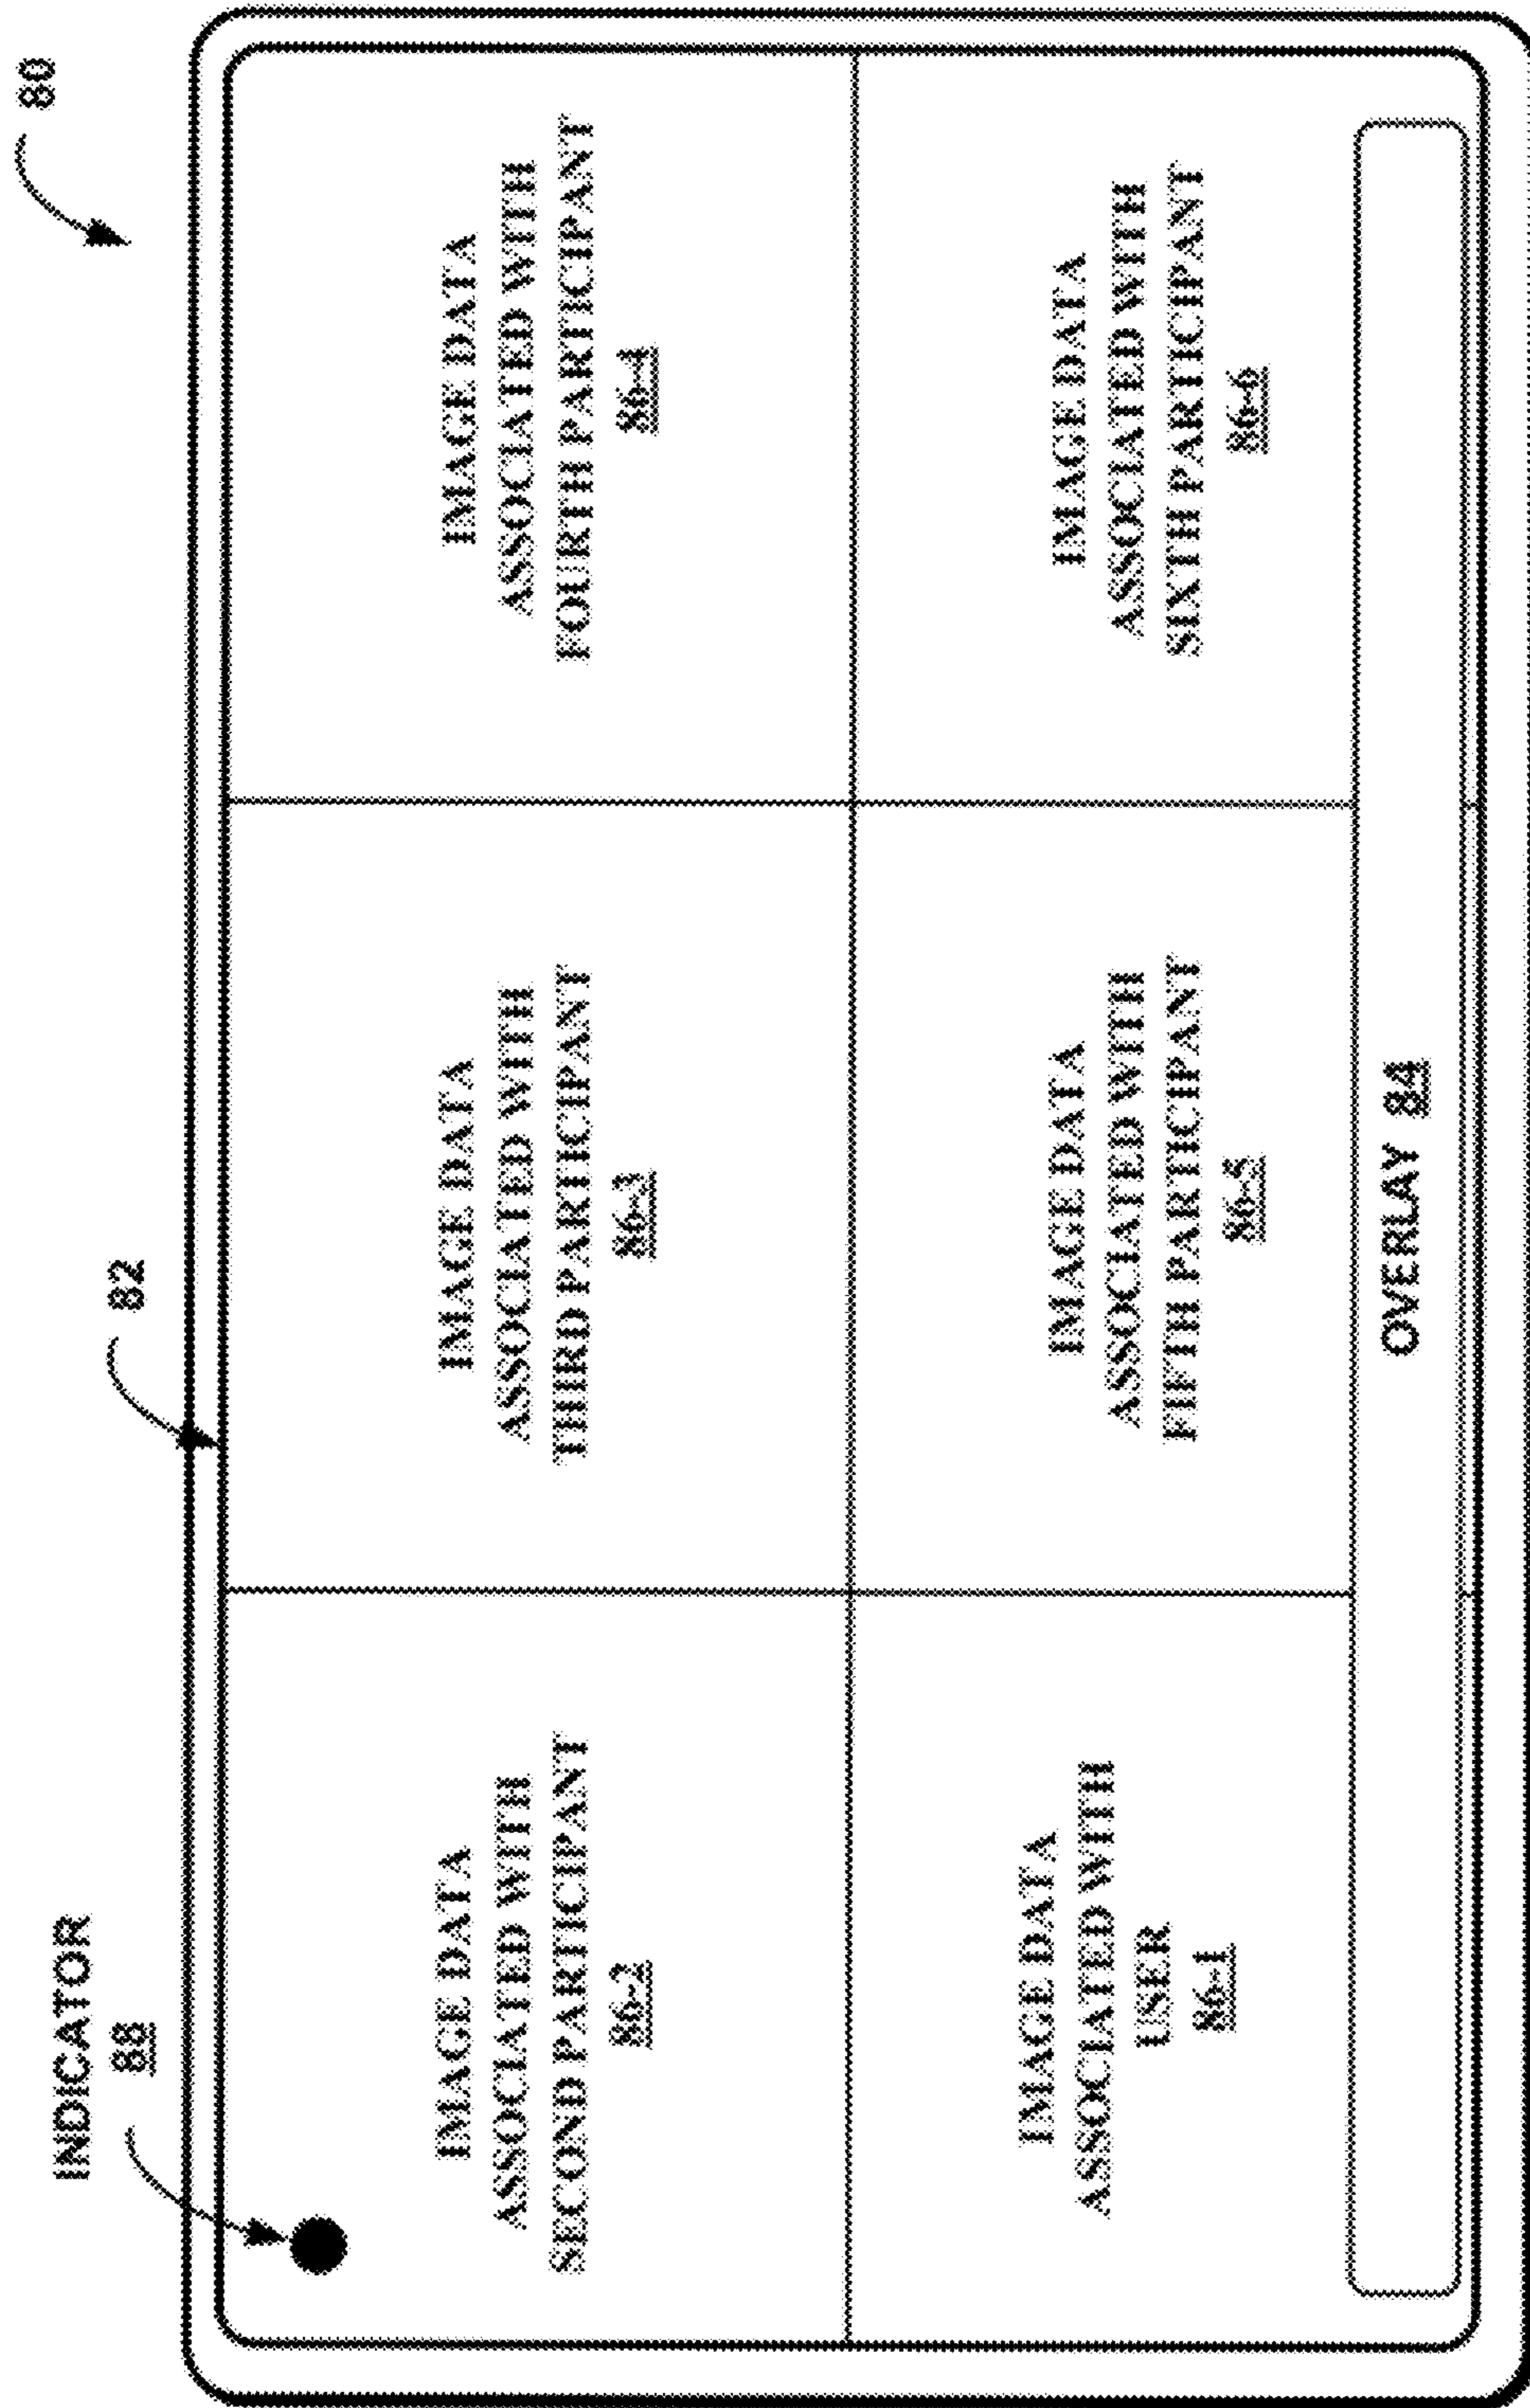 80
82
INDICATOR
88
IMAGE DATA
ASSOCIATED WITH
SECOND PARTICIPANT
86-2
IMAGE DATA
ASSOCIATED WITH
THIRD PARTICIPANT
86-3
IMAGE DATA
ASSOCIATED WITH
FOURTH PARTICIPANT
86-4
IMAGE DATA
ASSOCIATED WITH
USER
86-1
IMAGE DATA
ASSOCIATED WITH
FIFTH PARTICIPANT
86-5
IMAGE DATA
ASSOCIATED WITH
SIXTH PARTICIPANT
86-6
OVERLAY 84